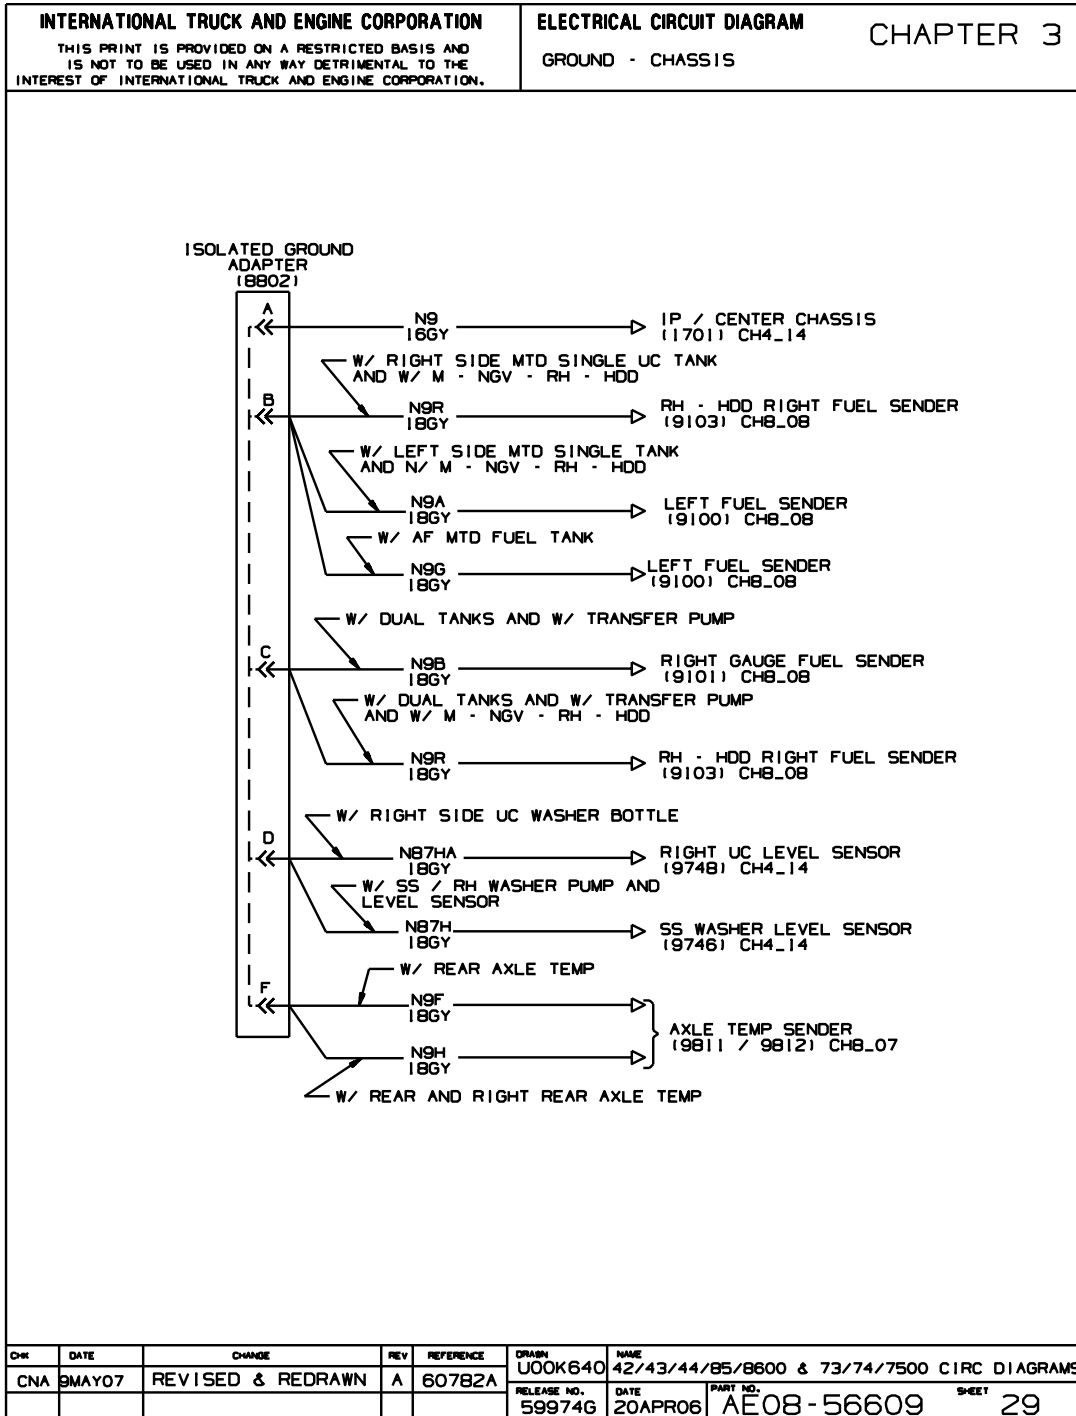 INTERNATIONAL TRUCK AND ENGINE CORPORATION
THIS PRINT IS PROVIDED ON A RESTRICTED BASIS AND
IS NOT TO BE USED IN ANY WAY DETRIMENTAL TO THE
INTEREST OF INTERNATIONAL TRUCK AND ENGINE CORPORATION.
ELECTRICAL CIRCUIT DIAGRAM
GROUND - CHASSIS
CHAPTER 3
ISOLATED GROUND
ADAPTER
(8802)
A
N9
16GY
IP / CENTER CHASSIS
(1701) CH4_14
W/ RIGHT SIDE MTD SINGLE UC TANK
AND W/ M - NGV - RH - HDD
B
N9R
18GY
RH - HDD RIGHT FUEL SENDER
(9103) CH8_08
W/ LEFT SIDE MTD SINGLE TANK
AND N/ M - NGV - RH - HDD
N9A
18GY
LEFT FUEL SENDER
(9100) CH8_08
W/ AF MTD FUEL TANK
N9G
18GY
LEFT FUEL SENDER
(9100) CH8_08
W/ DUAL TANKS AND W/ TRANSFER PUMP
C
N9B
18GY
RIGHT GAUGE FUEL SENDER
(9101) CH8_08
W/ DUAL TANKS AND W/ TRANSFER PUMP
AND W/ M - NGV - RH - HDD
N9R
18GY
RH - HDD RIGHT FUEL SENDER
(9103) CH8_08
W/ RIGHT SIDE UC WASHER BOTTLE
D
N87HA
18GY
RIGHT UC LEVEL SENSOR
(9748) CH4_14
W/ SS / RH WASHER PUMP AND
LEVEL SENSOR
N87H
18GY
SS WASHER LEVEL SENSOR
(9746) CH4_14
W/ REAR AXLE TEMP
F
N9F
18GY
AXLE TEMP SENDER
(9811 / 9812) CH8_07
N9H
18GY
W/ REAR AND RIGHT REAR AXLE TEMP
CHK DATE CHANGE REV REFERENCE
CNA 9MAY07 REVISED & REDRAWN A 60782A
DRAWN
U00K640
NAME
42/43/44/85/8600 & 73/74/7500 CIRC DIAGRAMS
RELEASE NO.
59974G
DATE
20APR06
PART NO.
AE08-56609
SHEET
29